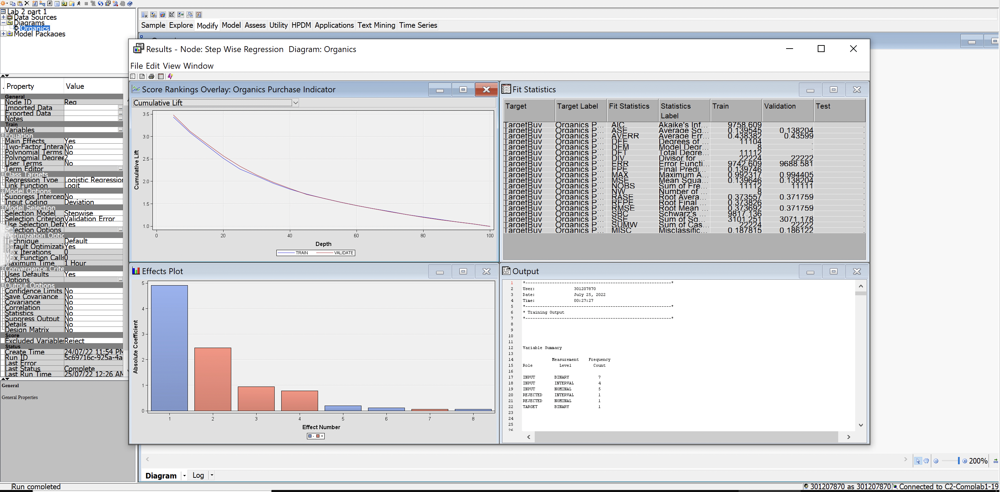 Lab 2 part 1
Data Sources
Diagrams
Organics
Model Packages
Sample Explore Modify Model Assess Utility HPDM Applications Text Mining Time Series
. Property Value
General
Node ID Reg
Imported Data ...
Exported Data ...
Notes ...
Train
Variables ...
Equation
Main Effects Yes
Two-Factor Intera No
Polynomial Terms No
Polynomial Degree 2
User Terms No
Term Editor ...
Class Targets
Regression Type Logistic Regression
Link Function Logit
Model Options
Suppress Intercep No
Input Coding Deviation
Model Selection
Selection Model Stepwise
Selection Criterion Validation Error
Use Selection Defa Yes
Selection Options ...
Optimization Optic
Technique Default
Default Optimizati Yes
Max Iterations 0
Max Function Calls 0
Maximum Time 1 Hour
Convergence Crite
Uses Defaults Yes
Options ...
Output Options
Confidence Limits No
Save Covariance No
Covariance No
Correlation No
Statistics No
Suppress Output No
Details No
Design Matrix No
Score
Excluded Variables Reject
Status
Create Time 24/07/22 11:54 PM
Run ID 5c69716c-925a-4a
Last Error
Last Status Complete
Last Run Time 25/07/22 12:26 AM
General
General Properties
Results - Node: Step Wise Regression Diagram: Organics
File Edit View Window
Score Rankings Overlay: Organics Purchase Indicator
Cumulative Lift
Cumulative Lift
3.5
3.0
2.5
2.0
1.5
1.0
0 20 40 60 80 100
Depth
TRAIN VALIDATE
Fit Statistics
Target Target Label Fit Statistics Statistics Label Train Validation Test
TargetBuy Organics P... AIC Akaike's Inf... 9758.609 .
TargetBuy Organics P... ASE Average Sq... 0.139545 0.138204 .
TargetBuy Organics P... AVERR Average Err... 0.438382 0.43599 .
TargetBuy Organics P... DFE Degrees of ... 11104 . .
TargetBuy Organics P... DFM Model Degr... 8 . .
TargetBuy Organics P... DFT Total Degre... 11112 . .
TargetBuy Organics P... DIV Divisor for ... 22224 22222 .
TargetBuy Organics P... ERR Error Functi... 9742.609 9688.581 .
TargetBuy Organics P... FPE Final Predi... 0.139746 . .
TargetBuy Organics P... MAX Maximum A... 0.992317 0.994405 .
TargetBuy Organics P... MSE Mean Squa... 0.139646 0.138204 .
TargetBuy Organics P... NOBS Sum of Fre... 11112 11111 .
TargetBuy Organics P... NW Number of ... 8 . .
TargetBuy Organics P... RASE Root Avera... 0.373557 0.371759 .
TargetBuy Organics P... RFPE Root Final ... 0.373826 . .
TargetBuy Organics P... RMSE Root Mean ... 0.373692 0.371759 .
TargetBuy Organics P... SBC Schwarz's ... 9817.136 . .
TargetBuy Organics P... SSE Sum of Sq... 3101.251 3071.178 .
TargetBuy Organics P... SUMW Sum of Cas... 22224 22222 .
TargetBuy Organics P... MISC Misclassific... 0.187815 0.186122 .
Effects Plot
Absolute Coefficient
5
4
3
2
1
0
1 2 3 4 5 6 7 8
Effect Number
- +
Output
1 *------------------------------------------------------------*
2 User: 301207870
3 Date: July 25, 2022
4 Time: 00:27:27
5 *------------------------------------------------------------*
6 * Training Output
7 *------------------------------------------------------------*
8
9
10
11
12 Variable Summary
13
14 Measurement Frequency
15 Role Level Count
16
17 INPUT BINARY 7
18 INPUT INTERVAL 4
19 INPUT NOMINAL 5
20 REJECTED INTERVAL 1
21 REJECTED NOMINAL 1
22 TARGET BINARY 1
23
24
25
26
200%
Diagram Log
Run completed
301207870 as 301207870 Connected to C2-Complab1-19